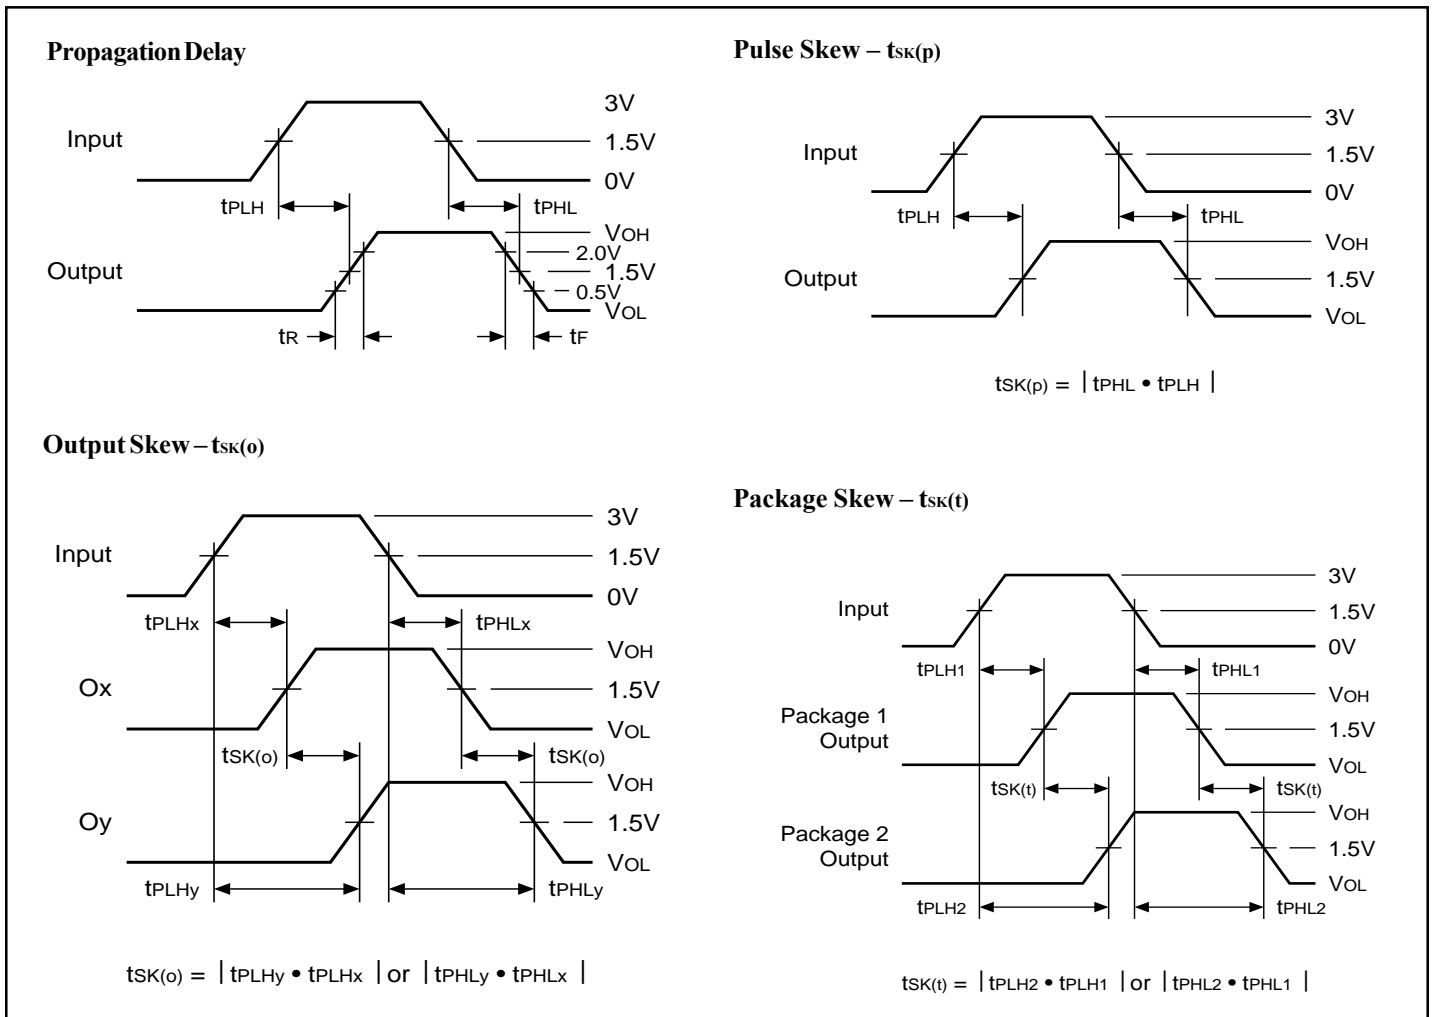 Propagation Delay
Input
3V
1.5V
0V
tPLH
tPHL
Output
VOH
2.0V
1.5V
0.5V
VOL
tR
tF
Pulse Skew – tSK(p)
Input
3V
1.5V
0V
tPLH
tPHL
Output
VOH
1.5V
VOL
tSK(p) = | tPHL • tPLH |
Output Skew – tSK(o)
Input
3V
1.5V
0V
tPLHx
tPHLx
Ox
VOH
1.5V
VOL
tSK(o)
tSK(o)
Oy
VOH
1.5V
VOL
tPLHy
tPHLy
tSK(o) = | tPLHy • tPLHx | or | tPHLy • tPHLx |
Package Skew – tSK(t)
Input
3V
1.5V
0V
tPLH1
tPHL1
Package 1
Output
VOH
1.5V
VOL
tSK(t)
tSK(t)
Package 2
Output
VOH
1.5V
VOL
tPLH2
tPHL2
tSK(t) = | tPLH2 • tPLH1 | or | tPHL2 • tPHL1 |